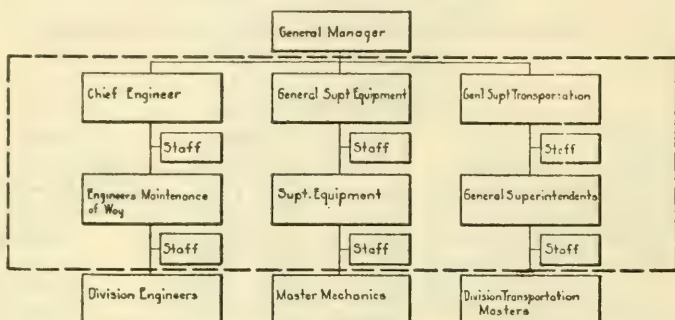 General Manager
Chief Engineer
General Supt Equipment
Genl Supt Transportation
Staff
Staff
Staff
Engineers Maintenance
of Way
Supt. Equipment
General Superintendents
Staff
Staff
Staff
Division Engineers
Master Mechanics
Division Transportation
Masters